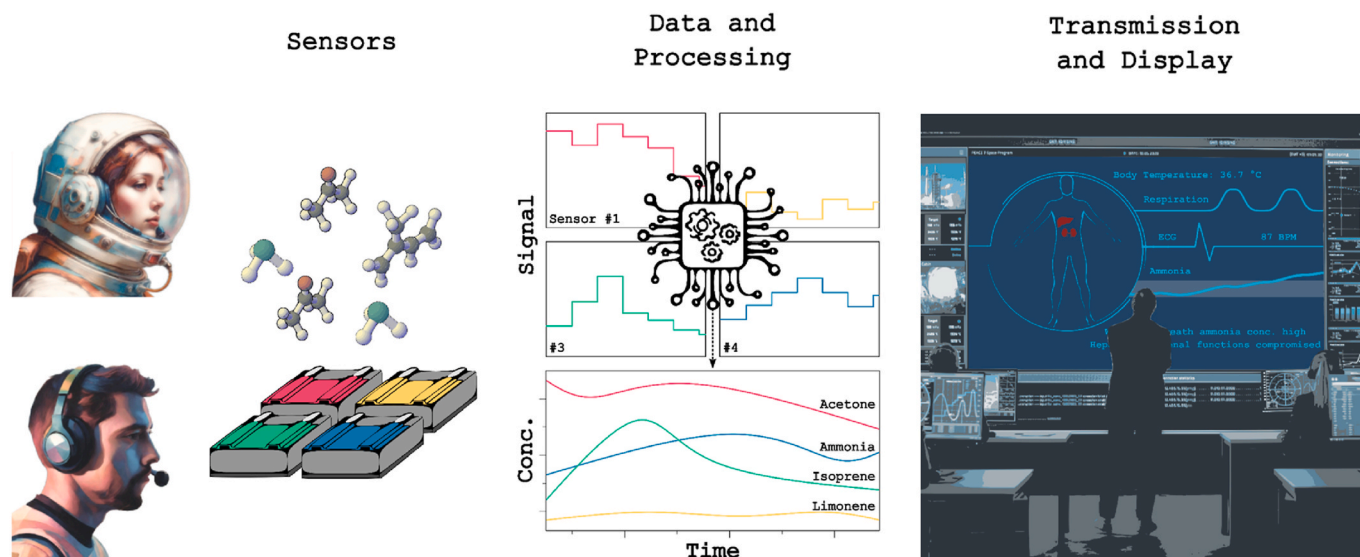 Sensors
Data and
Processing
Transmission
and Display
Signal
Sensor #1
#3
#4
Conc.
Acetone
Ammonia
Isoprene
Limonene
Time
Body Temperature: 36.7 °C
Respiration
ECG
87 BPM
Ammonia
eath ammonia conc. high
Hep
nal functions compromised